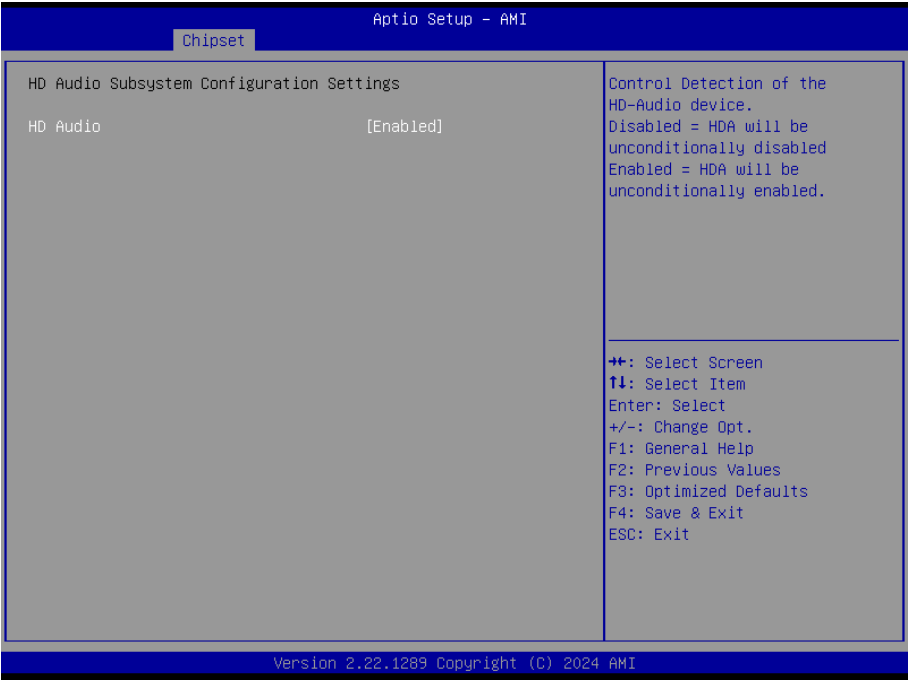 Aptio Setup – AMI
Chipset
HD Audio Subsystem Configuration Settings
HD Audio [Enabled]
Control Detection of the
HD-Audio device.
Disabled = HDA will be
unconditionally disabled
Enabled = HDA will be
unconditionally enabled.
→←: Select Screen
↑↓: Select Item
Enter: Select
+/-: Change Opt.
F1: General Help
F2: Previous Values
F3: Optimized Defaults
F4: Save & Exit
ESC: Exit
Version 2.22.1289 Copyright (C) 2024 AMI